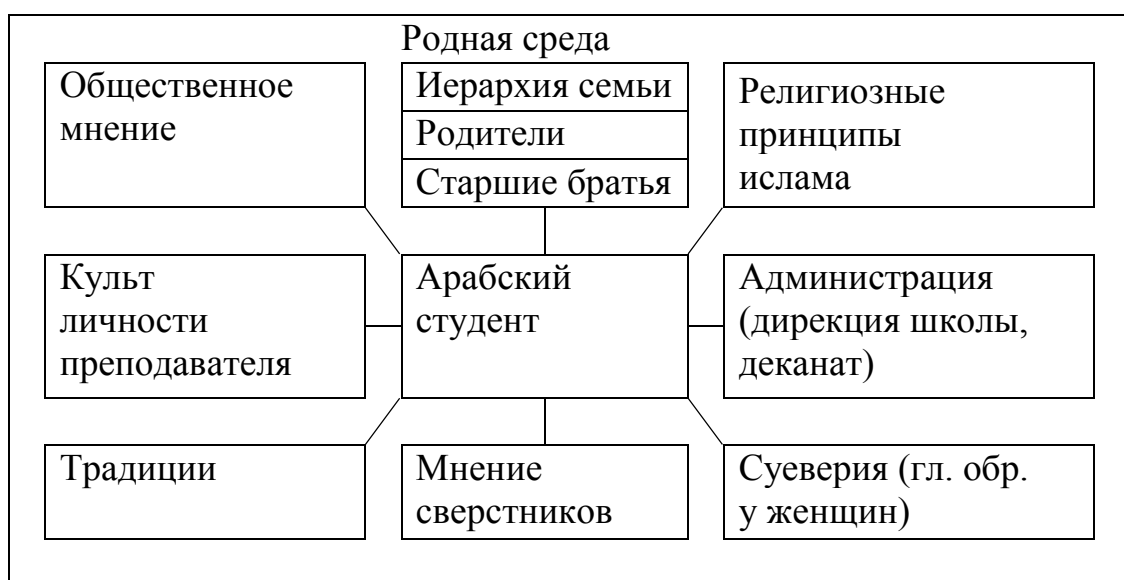 Родная среда
Общественное
мнение
Иерархия семьи
Родители
Старшие братья
Религиозные
принципы
ислама
Культ
личности
преподавателя
Арабский
студент
Администрация
(дирекция школы,
деканат)
Традиции
Мнение
сверстников
Суеверия (гл. обр.
у женщин)